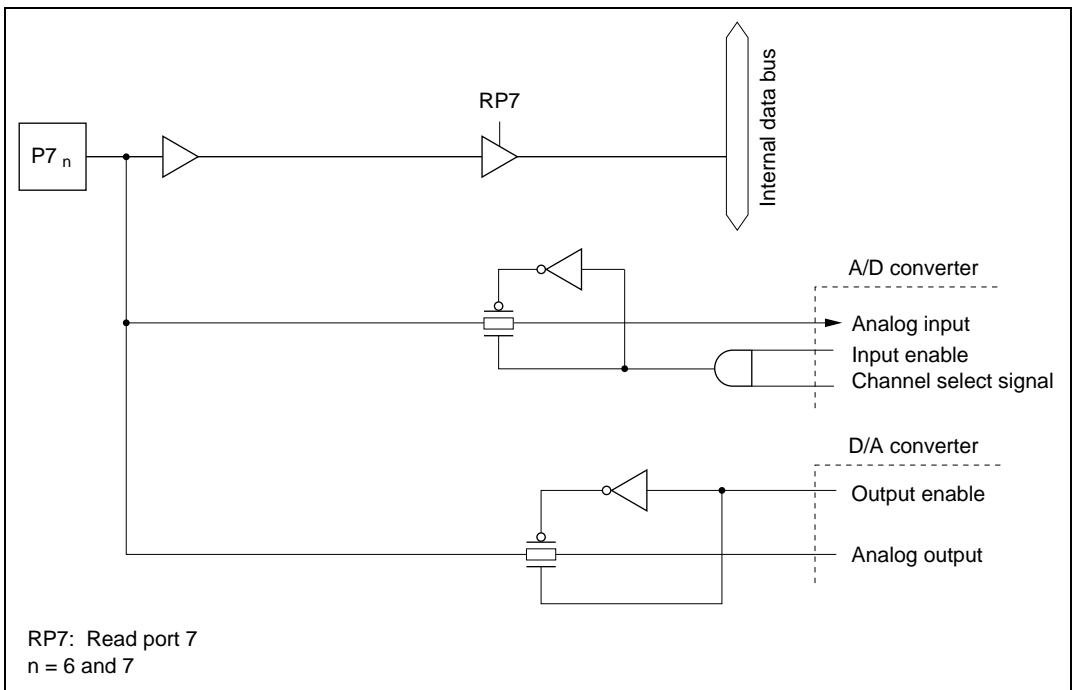 RP7
P7 n
Internal data bus
A/D converter
Analog input
Input enable
Channel select signal
D/A converter
Output enable
Analog output
RP7: Read port 7
n = 6 and 7